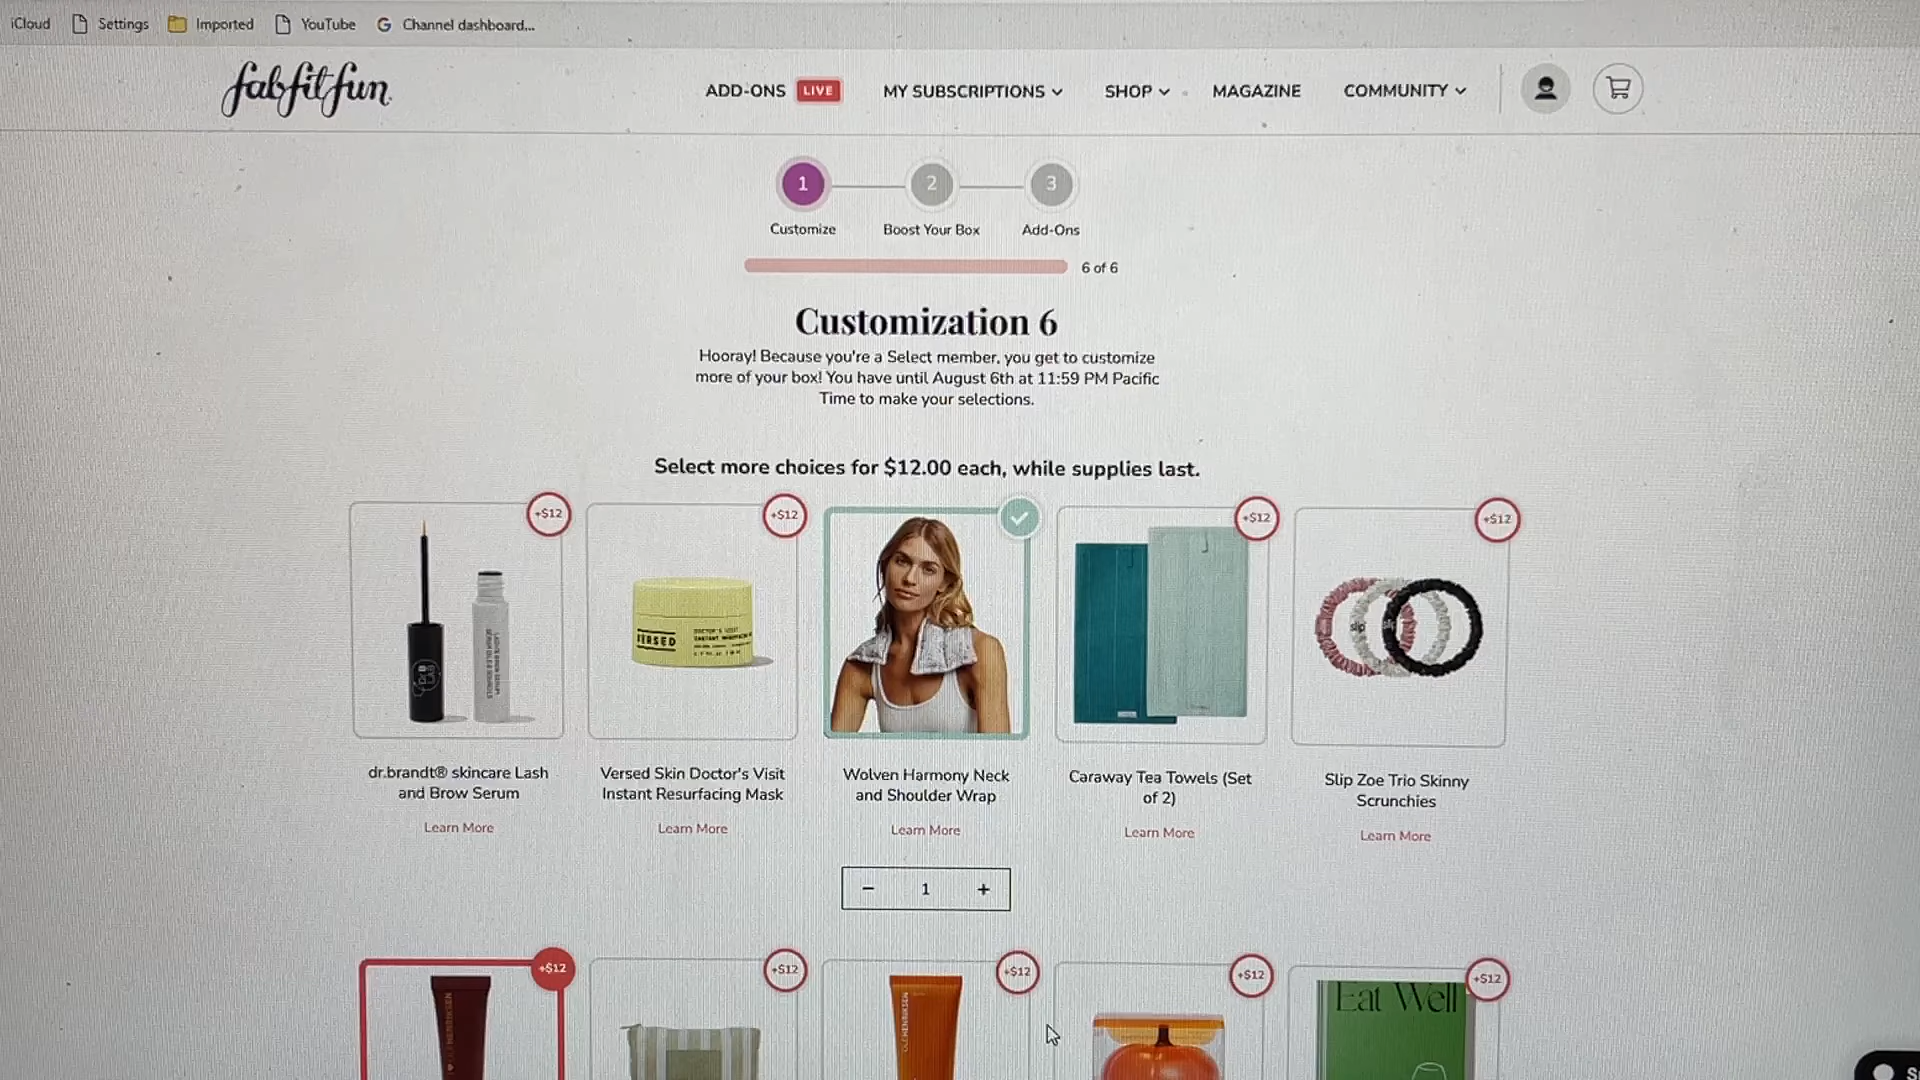 iCloud Settings Imported YouTube Channel dashboard...
fabfitfun
ADD-ONS LIVE MY SUBSCRIPTIONS SHOP MAGAZINE COMMUNITY
1 2 3
Customize Boost Your Box Add-Ons
6 of 6
Customization 6
Hooray! Because you're a Select member, you get to customize
more of your box! You have until August 6th at 11:59 PM Pacific
Time to make your selections.
Select more choices for $12.00 each, while supplies last.
+$12 +$12 +$12 +$12
VERSED
DOCTOR'S VISIT
slip
dr.brandt® skincare Lash
and Brow Serum
Learn More
Versed Skin Doctor's Visit
Instant Resurfacing Mask
Learn More
Wolven Harmony Neck
and Shoulder Wrap
Learn More
Caraway Tea Towels (Set
of 2)
Learn More
Slip Zoe Trio Skinny
Scrunchies
Learn More
− 1 +
+$12 +$12 +$12 +$12 +$12
OLEHENRIKSEN
OLEHENRIKSEN
Eat Well